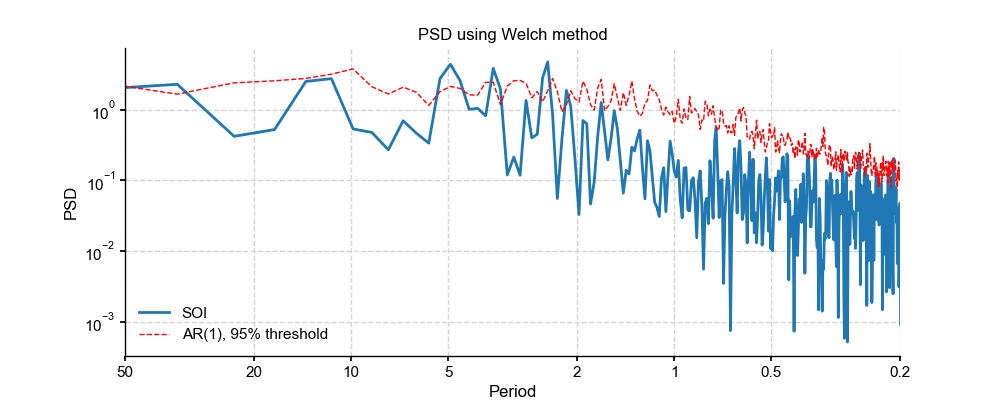 PSD using Welch method
PSD
10^0
10^−1
10^−2
10^−3
SOI
AR(1), 95% threshold
50 20 10 5 2 1 0.5 0.2
Period